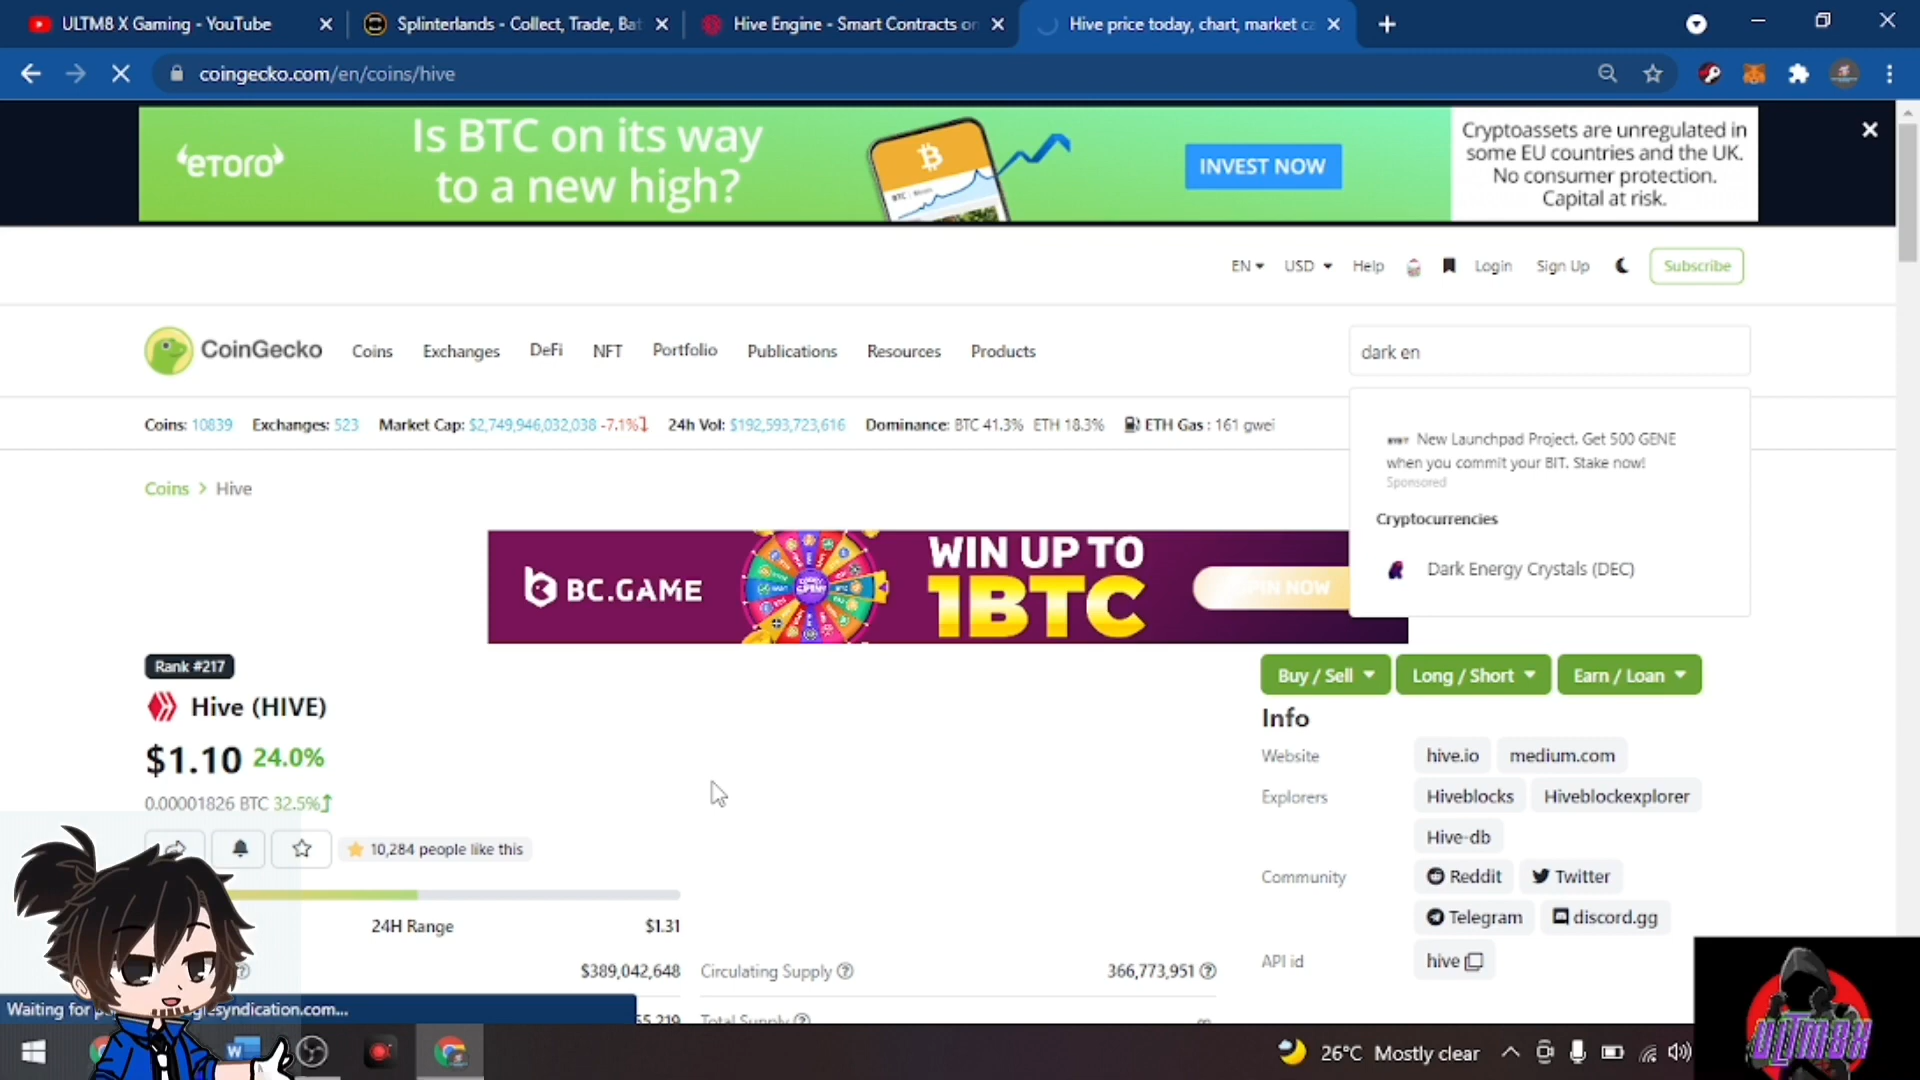 ULTM8 X Gaming - YouTube
Splinterlands - Collect, Trade, Bat
Hive Engine - Smart Contracts on
Hive price today, chart, market ca
coingecko.com/en/coins/hive
eToro
Is BTC on its way
to a new high?
INVEST NOW
Cryptoassets are unregulated in
some EU countries and the UK.
No consumer protection.
Capital at risk.
EN USD Help Login Sign Up Subscribe
CoinGecko Coins Exchanges DeFi NFT Portfolio Publications Resources Products
dark en
Coins: 10839 Exchanges: 523 Market Cap: $2,749,946,032,038 -7.1% 24h Vol: $192,593,723,616 Dominance: BTC 41.3% ETH 18.3% ETH Gas : 161 gwei
New Launchpad Project. Get 500 GENE
when you commit your BIT. Stake now!
Sponsored
Cryptocurrencies
Dark Energy Crystals (DEC)
Coins > Hive
BC.GAME
WIN UP TO
1BTC
SPIN NOW
Rank #217
Hive (HIVE)
$1.10 24.0%
0.00001826 BTC 32.5%
10,284 people like this
24H Range $1.31
$389,042,648 Circulating Supply 366,773,951
Total Supply ∞
Buy / Sell Long / Short Earn / Loan
Info
Website hive.io medium.com
Explorers Hiveblocks Hiveblockexplorer
Hive-db
Community Reddit Twitter
Telegram discord.gg
API id hive
Waiting for
26°C Mostly clear
ULTM8X